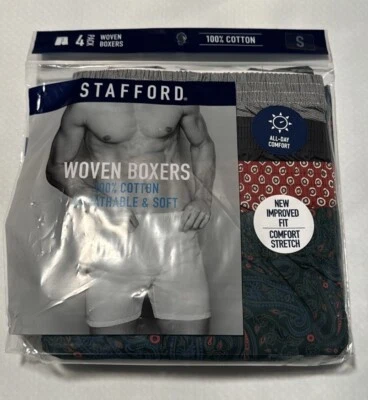 4 PACK
WOVEN BOXERS
100% COTTON
S
STAFFORD
ALL-DAY
COMFORT
WOVEN BOXERS
100% COTTON
ATHABLE & SOFT
NEW
IMPROVED
FIT
COMFORT
STRETCH